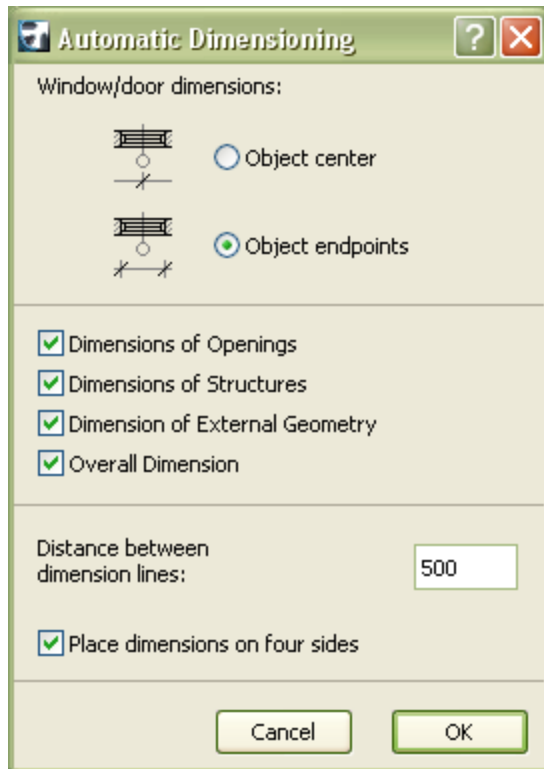 Automatic Dimensioning
Window/door dimensions:
Object center
Object endpoints
Dimensions of Openings
Dimensions of Structures
Dimension of External Geometry
Overall Dimension
Distance between
dimension lines:
500
Place dimensions on four sides
Cancel
OK